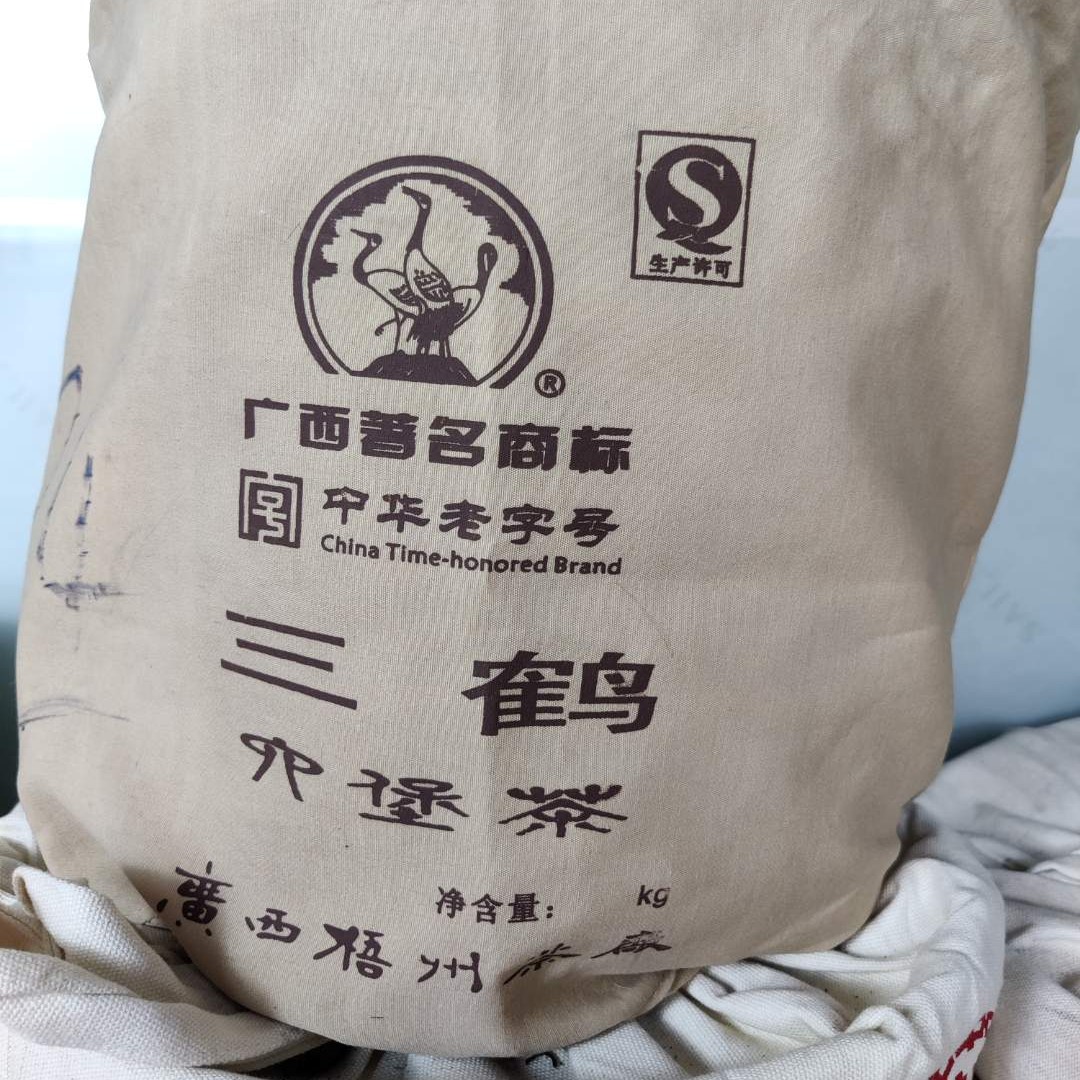 生产许可
®
广西著名商标
中华老字号
China Time-honored Brand
三 鹤
六堡茶
净含量： kg
廣西梧州茶廠